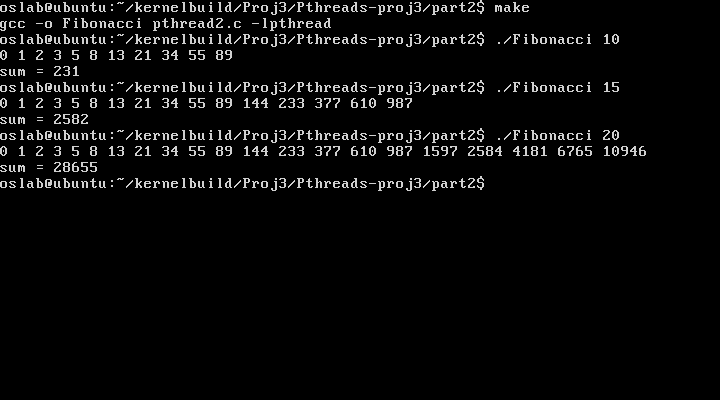 oslab@ubuntu:~/kernelbuild/Proj3/Pthreads-proj3/part2$ make
gcc -o Fibonacci pthread2.c -lpthread
oslab@ubuntu:~/kernelbuild/Proj3/Pthreads-proj3/part2$ ./Fibonacci 10
0 1 2 3 5 8 13 21 34 55 89
sum = 231
oslab@ubuntu:~/kernelbuild/Proj3/Pthreads-proj3/part2$ ./Fibonacci 15
0 1 2 3 5 8 13 21 34 55 89 144 233 377 610 987
sum = 2582
oslab@ubuntu:~/kernelbuild/Proj3/Pthreads-proj3/part2$ ./Fibonacci 20
0 1 2 3 5 8 13 21 34 55 89 144 233 377 610 987 1597 2584 4181 6765 10946
sum = 28655
oslab@ubuntu:~/kernelbuild/Proj3/Pthreads-proj3/part2$